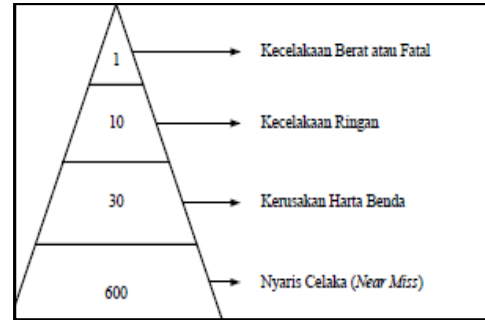 1
Kecelakaan Berat atau Fatal
10
Kecelakaan Ringan
30
Kerusakan Harta Benda
600
Nyaris Celaka (Near Miss)